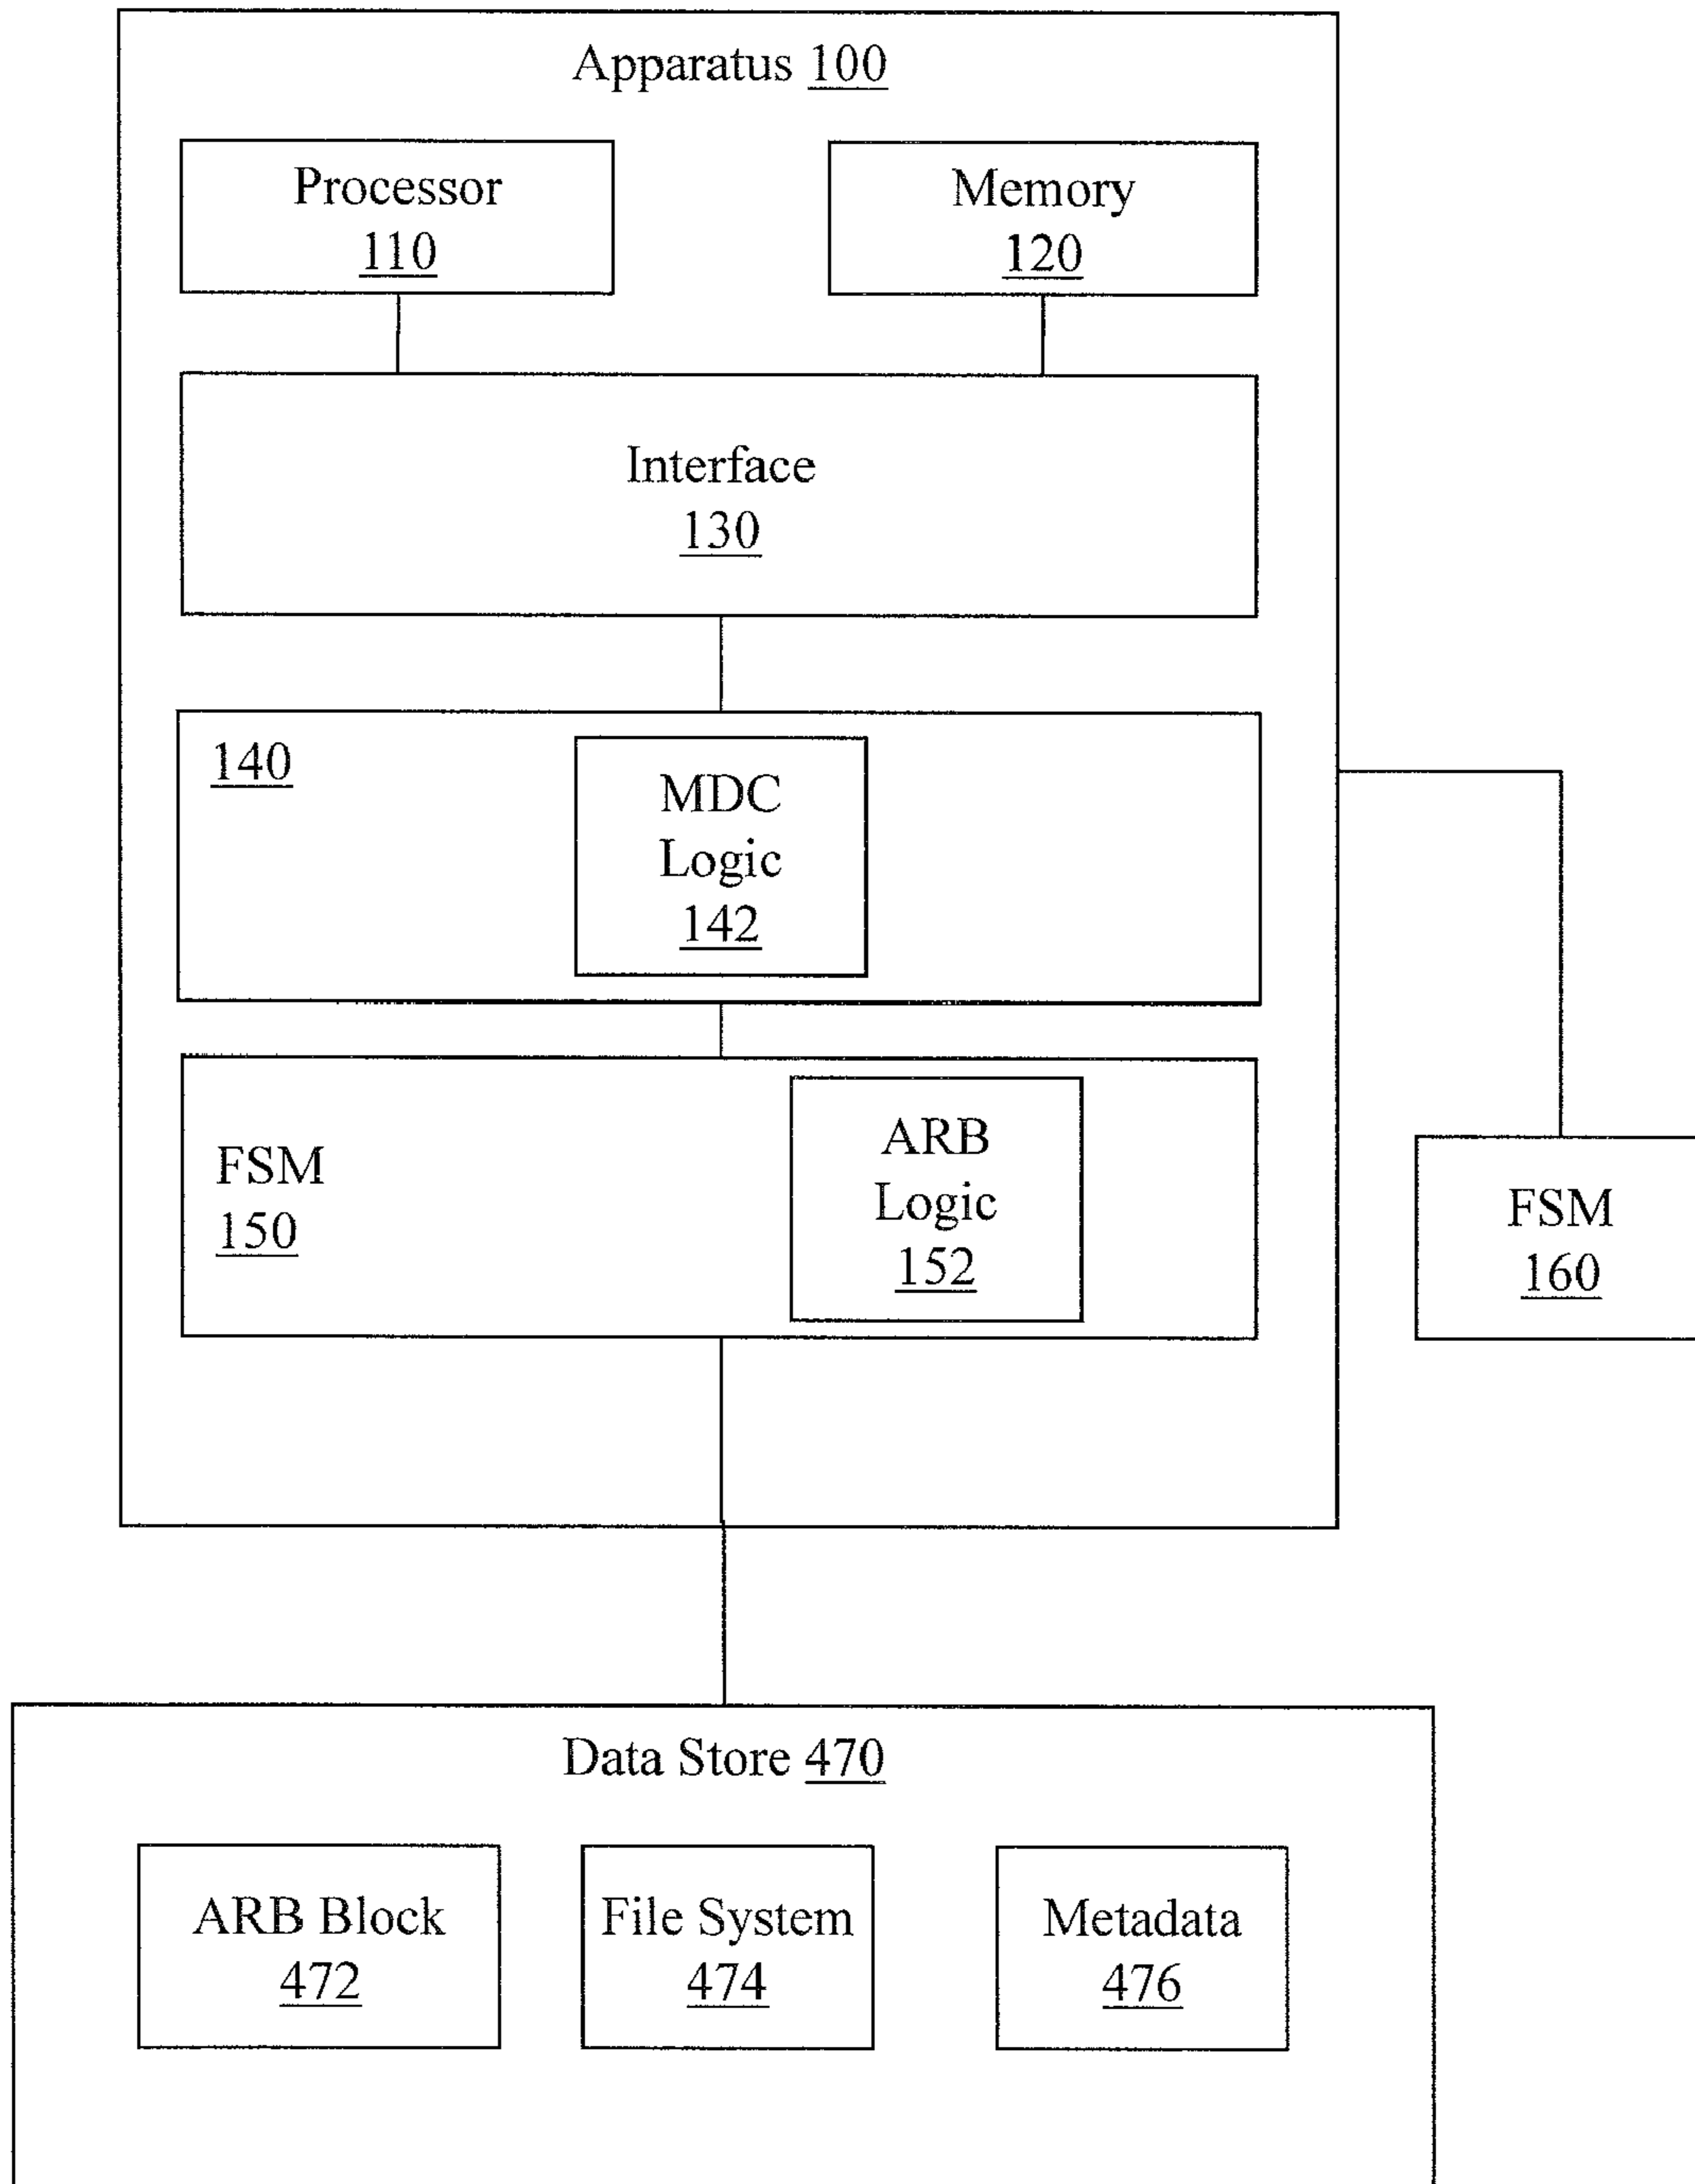 Apparatus 100
Processor
110
Memory
120
Interface
130
140
MDC
Logic
142
FSM
150
ARB
Logic
152
FSM
160
Data Store 470
ARB Block
472
File System
474
Metadata
476